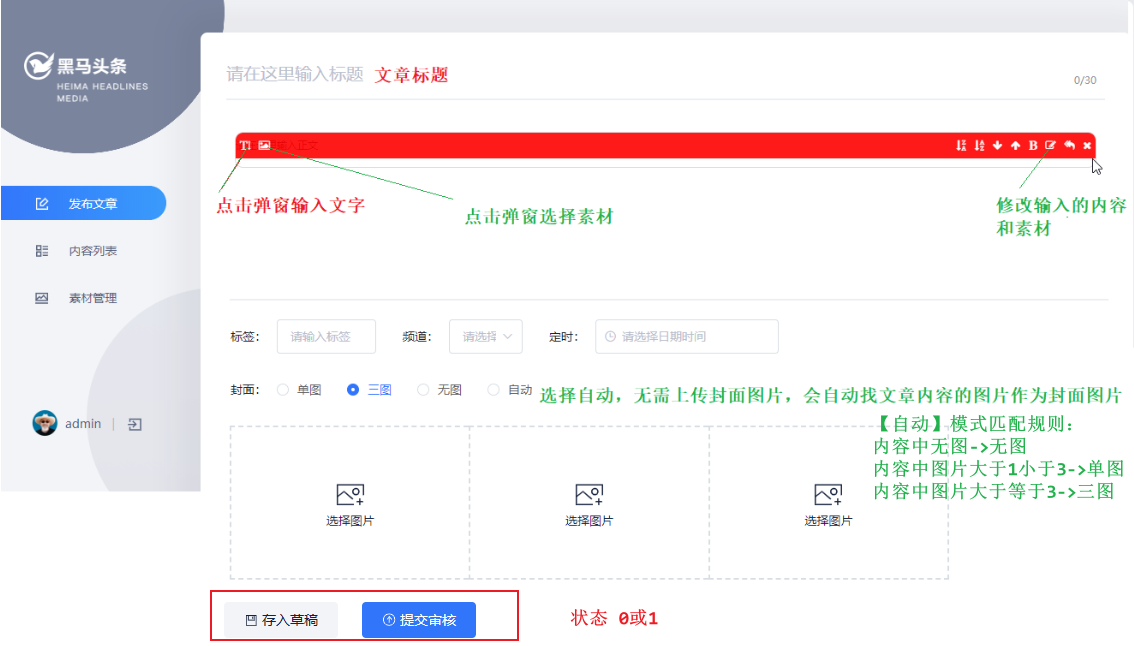 黑马头条
HEIMA HEADLINES
MEDIA
请在这里输入标题 文章标题
0/30
输入正文
B
点击弹窗输入文字
点击弹窗选择素材
修改输入的内容
和素材
发布文章
内容列表
素材管理
admin
标签: 请输入标签 频道: 请选择 定时: 请选择日期时间
封面: 单图 三图 无图 自动 选择自动，无需上传封面图片，会自动找文章内容的图片作为封面图片
【自动】模式匹配规则:
内容中无图->无图
内容中图片大于1小于3->单图
内容中图片大于等于3->三图
选择图片 选择图片 选择图片
存入草稿 提交审核 状态 0或1